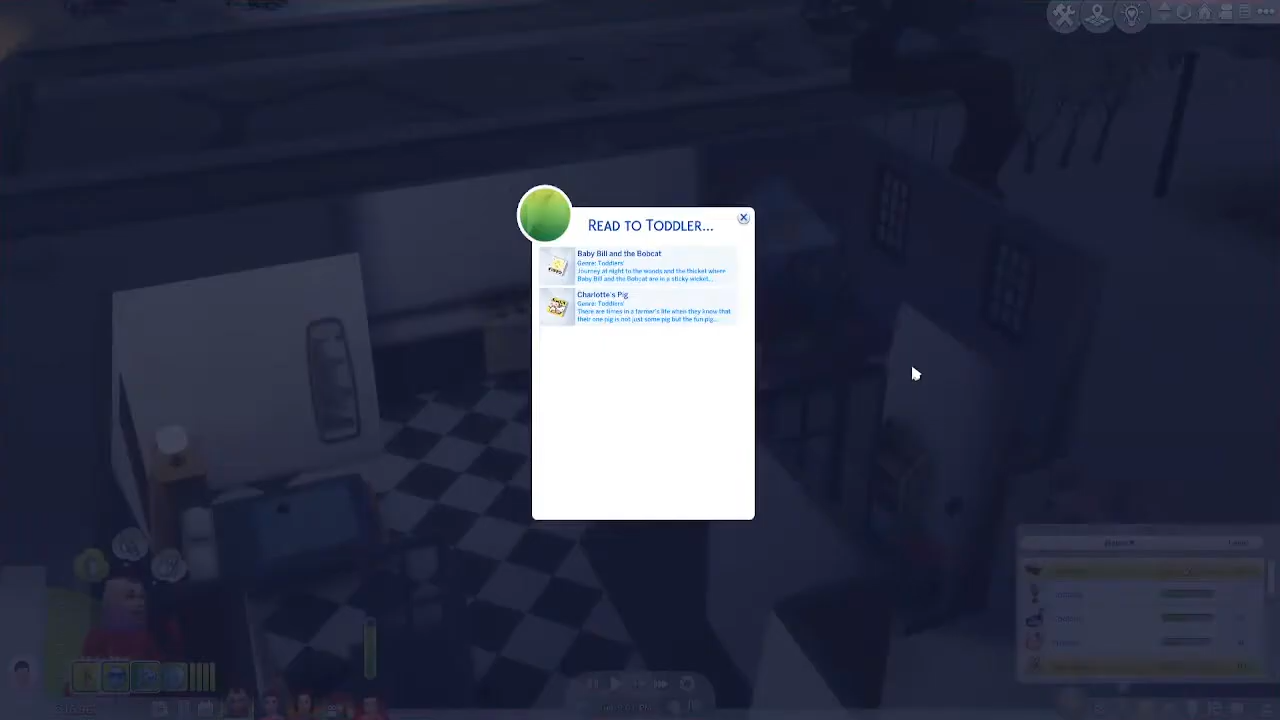 READ TO TODDLER...
Baby Bill and the Bobcat
Genre: Toddlers'
Journey at night to the woods and the thicket where
Baby Bill and the Bobcat are in a sticky wicket...
Charlotte's Pig
Genre: Toddlers'
There are times in a farmer's life when they know that
their one pig is not just some pig but the fun pig...